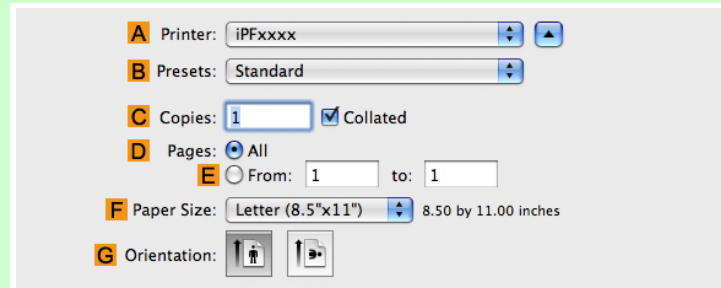 A Printer: iPFxxxx
B Presets: Standard
C Copies: 1 Collated
D Pages: All
E From: 1 to: 1
F Paper Size: Letter (8.5"x11") 8.50 by 11.00 inches
G Orientation: